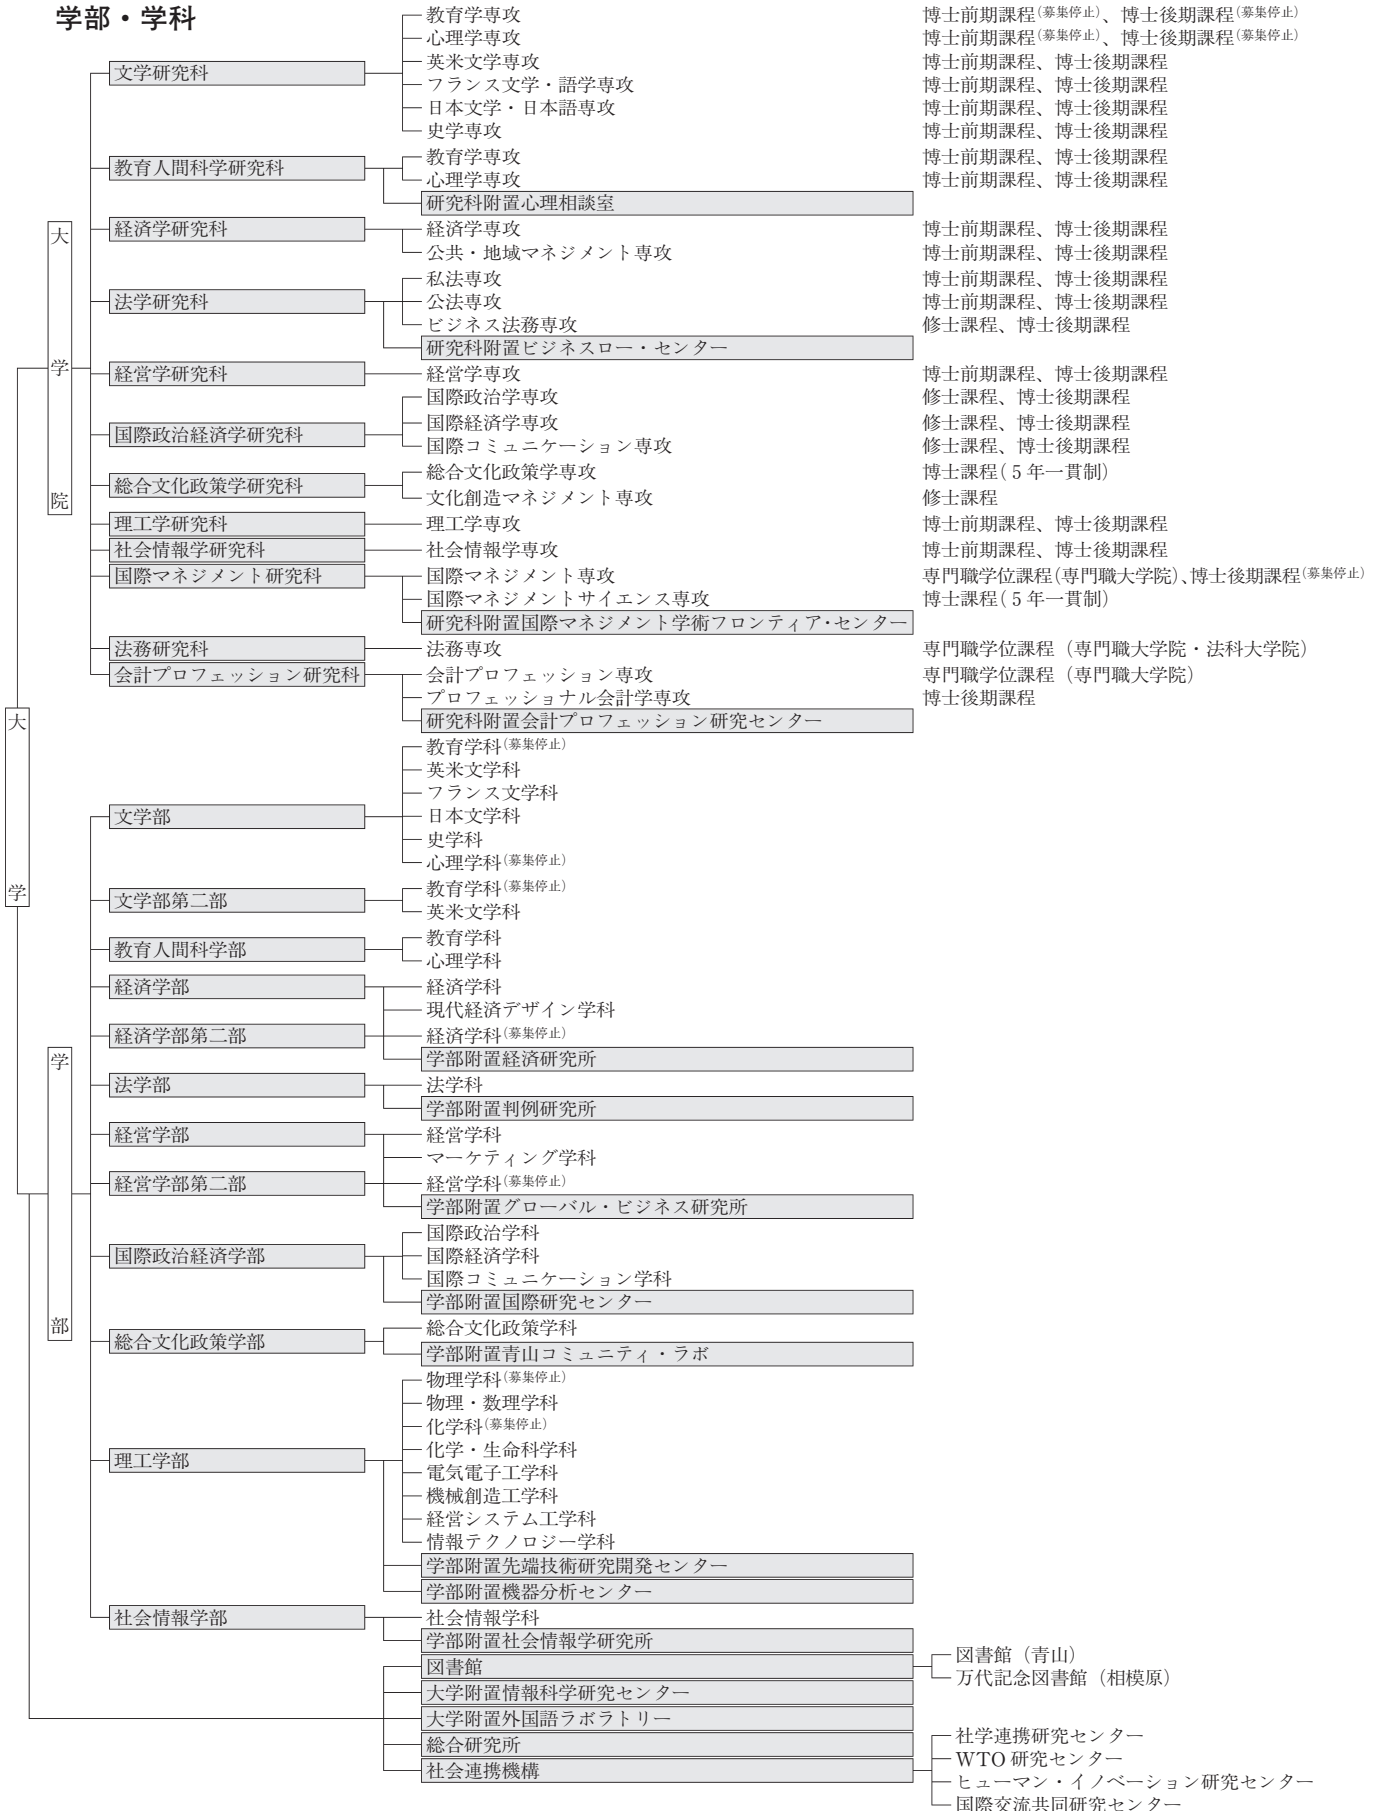 学部・学科
大学
大学院
文学研究科
教育学専攻 博士前期課程(募集停止)、博士後期課程(募集停止)
心理学専攻 博士前期課程(募集停止)、博士後期課程(募集停止)
英米文学専攻 博士前期課程、博士後期課程
フランス文学・語学専攻 博士前期課程、博士後期課程
日本文学・日本語専攻 博士前期課程、博士後期課程
史学専攻 博士前期課程、博士後期課程
教育人間科学研究科
教育学専攻 博士前期課程、博士後期課程
心理学専攻 博士前期課程、博士後期課程
研究科附置心理相談室
経済学研究科
経済学専攻 博士前期課程、博士後期課程
公共・地域マネジメント専攻 博士前期課程、博士後期課程
法学研究科
私法専攻 博士前期課程、博士後期課程
公法専攻 博士前期課程、博士後期課程
ビジネス法務専攻 修士課程、博士後期課程
研究科附置ビジネスロー・センター
経営学研究科
経営学専攻 博士前期課程、博士後期課程
国際政治経済学研究科
国際政治学専攻 修士課程、博士後期課程
国際経済学専攻 修士課程、博士後期課程
国際コミュニケーション専攻 修士課程、博士後期課程
総合文化政策学研究科
総合文化政策学専攻 博士課程(5年一貫制)
文化創造マネジメント専攻 修士課程
理工学研究科
理工学専攻 博士前期課程、博士後期課程
社会情報学研究科
社会情報学専攻 博士前期課程、博士後期課程
国際マネジメント研究科
国際マネジメント専攻 専門職学位課程(専門職大学院)、博士後期課程(募集停止)
国際マネジメントサイエンス専攻 博士課程(5年一貫制)
研究科附置国際マネジメント学術フロンティア・センター
法務研究科
法務専攻 専門職学位課程(専門職大学院・法科大学院)
会計プロフェッション研究科
会計プロフェッション専攻 専門職学位課程(専門職大学院)
プロフェッショナル会計学専攻 博士後期課程
研究科附置会計プロフェッション研究センター
学部
文学部
教育学科(募集停止)
英米文学科
フランス文学科
日本文学科
史学科
心理学科(募集停止)
文学部第二部
教育学科(募集停止)
英米文学科
教育人間科学部
教育学科
心理学科
経済学部
経済学科
現代経済デザイン学科
経済学部第二部
経済学科(募集停止)
学部附置経済研究所
法学部
法学科
学部附置判例研究所
経営学部
経営学科
マーケティング学科
経営学部第二部
経営学科(募集停止)
学部附置グローバル・ビジネス研究所
国際政治経済学部
国際政治学科
国際経済学科
国際コミュニケーション学科
学部附置国際研究センター
総合文化政策学部
総合文化政策学科
学部附置青山コミュニティ・ラボ
理工学部
物理学科(募集停止)
物理・数理学科
化学科(募集停止)
化学・生命科学科
電気電子工学科
機械創造工学科
経営システム工学科
情報テクノロジー学科
学部附置先端技術研究開発センター
学部附置機器分析センター
社会情報学部
社会情報学科
学部附置社会情報学研究所
図書館
図書館(青山)
万代記念図書館(相模原)
大学附置情報科学研究センター
大学附置外国語ラボラトリー
総合研究所
社会連携機構
社学連携研究センター
WTO研究センター
ヒューマン・イノベーション研究センター
国際交流共同研究センター